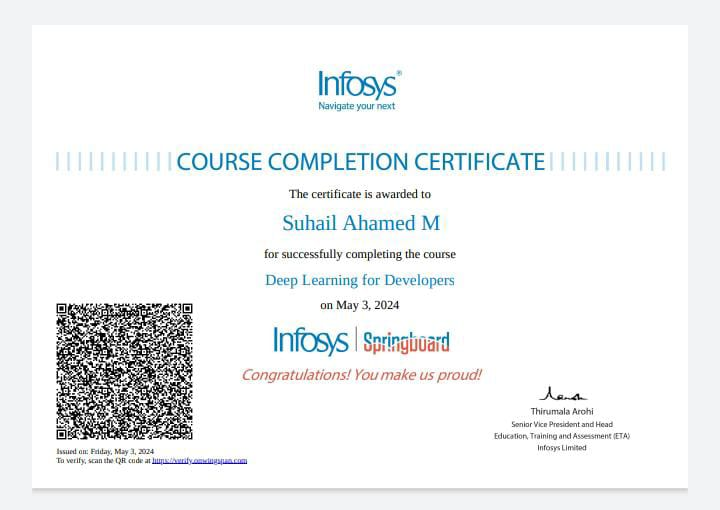 Infosys®
Navigate your next
COURSE COMPLETION CERTIFICATE
The certificate is awarded to
Suhail Ahamed M
for successfully completing the course
Deep Learning for Developers
on May 3, 2024
Infosys | Springboard
Congratulations! You make us proud!
Thirumala Arohi
Senior Vice President and Head
Education, Training and Assessment (ETA)
Infosys Limited
Issued on: Friday, May 3, 2024
To verify, scan the QR code at https://verify.onwingspan.com